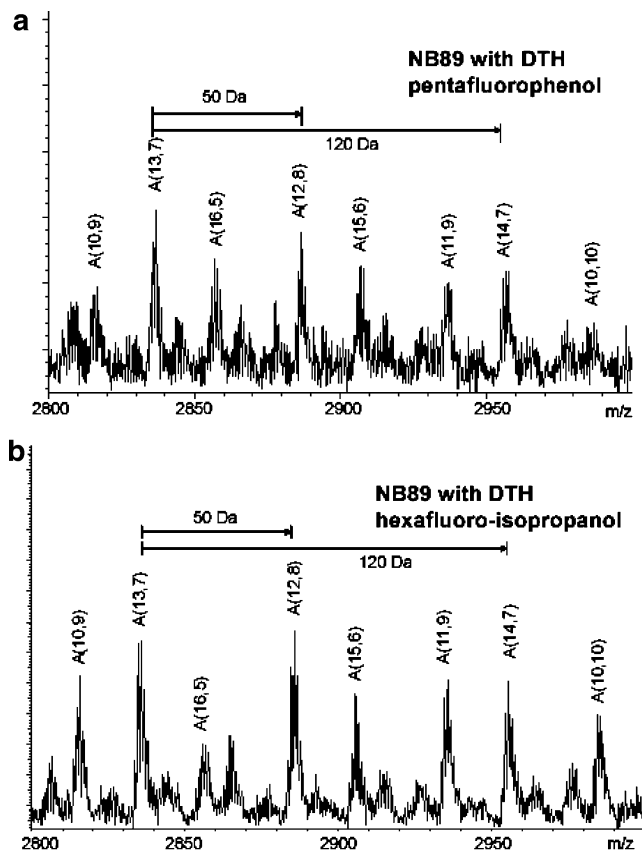 a
NB89 with DTH
pentafluorophenol
50 Da
120 Da
A(10,9)
A(13,7)
A(16,5)
A(12,8)
A(15,6)
A(11,9)
A(14,7)
A(10,10)
2800 2850 2900 2950 m/z
b
NB89 with DTH
hexafluoro-isopropanol
50 Da
120 Da
A(10,9)
A(13,7)
A(16,5)
A(12,8)
A(15,6)
A(11,9)
A(14,7)
A(10,10)
2800 2850 2900 2950 m/z